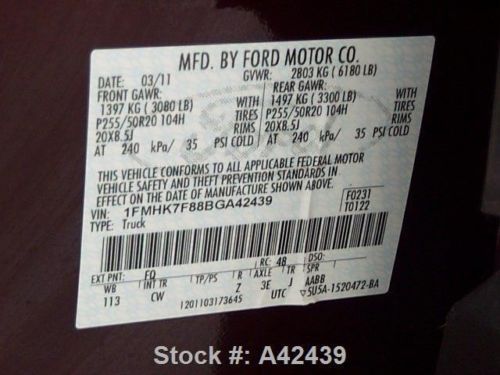 MFD. BY FORD MOTOR CO.
DATE: 03/11 GVWR: 2803 KG (6180 LB)
FRONT GAWR: REAR GAWR:
1397 KG (3080 LB) WITH 1497 KG (3300 LB) WITH
P255/50R20 104H TIRES P255/50R20 104H TIRES
20X8.5J RIMS 20X8.5J RIMS
AT 240 kPa/ 35 PSI COLD AT 240 kPa/ 35 PSI COLD
THIS VEHICLE CONFORMS TO ALL APPLICABLE FEDERAL MOTOR
VEHICLE SAFETY AND THEFT PREVENTION STANDARDS IN
EFFECT ON THE DATE OF MANUFACTURE SHOWN ABOVE.
VIN: 1FMHK7F88BGA42439 F0231
TYPE: Truck T0122
EXT PNT: FQ RC: 48 DSO:
WB INT TR TP/PS R AXLE TR SPR
113 CW Z 3E J AABB
1201103173645 UTC 5U5A-1520472-BA
Stock #: A42439